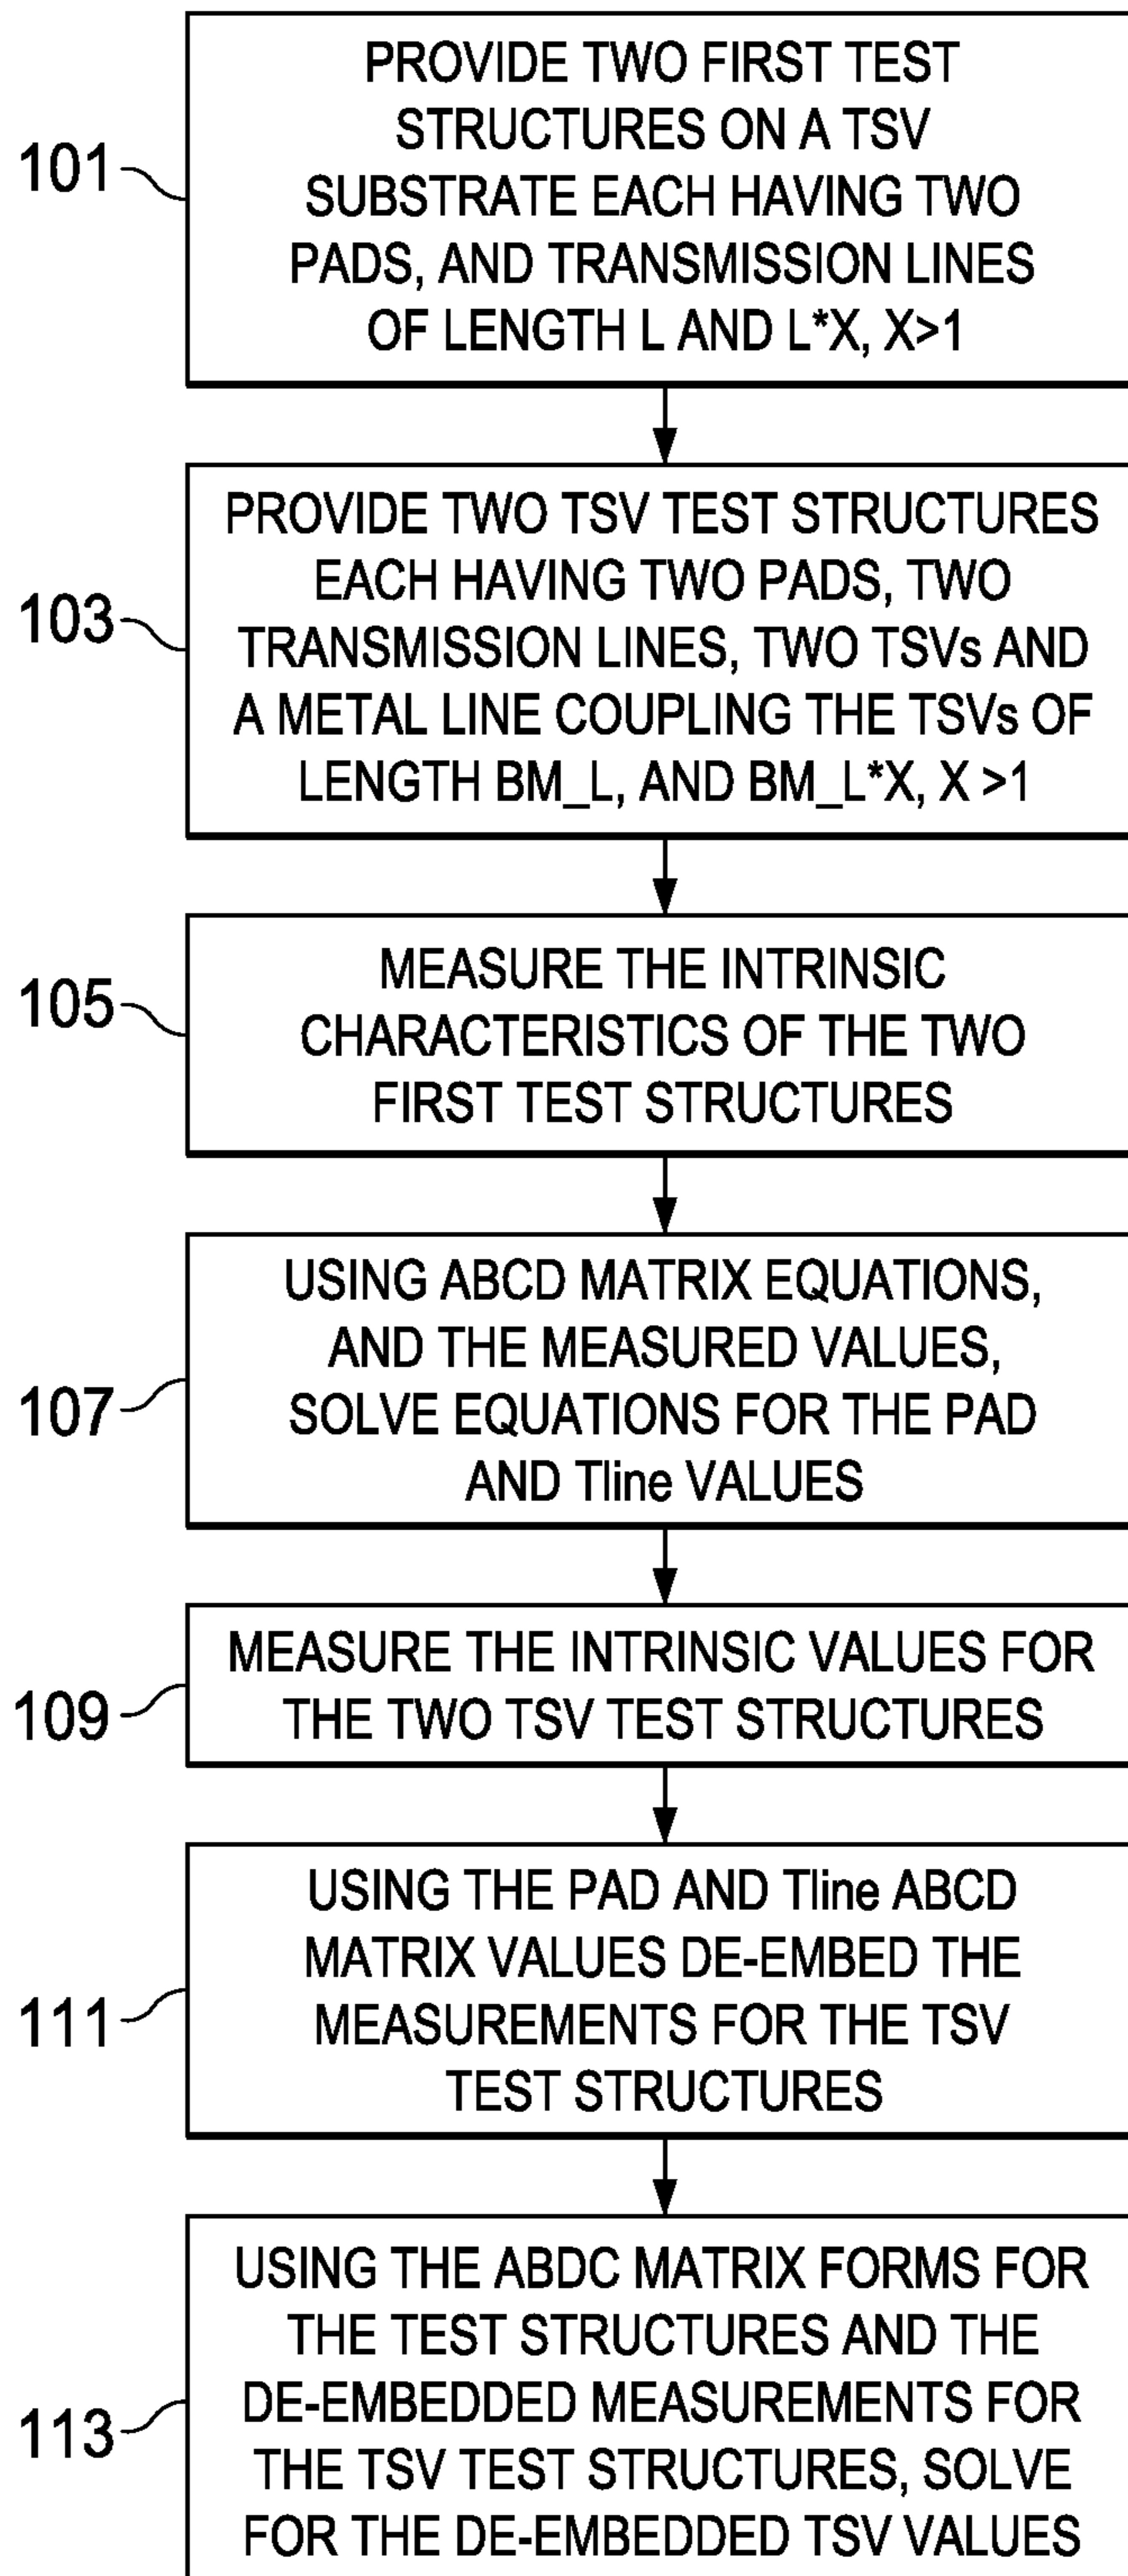 101
PROVIDE TWO FIRST TEST
STRUCTURES ON A TSV
SUBSTRATE EACH HAVING TWO
PADS, AND TRANSMISSION LINES
OF LENGTH L AND L*X, X>1
103
PROVIDE TWO TSV TEST STRUCTURES
EACH HAVING TWO PADS, TWO
TRANSMISSION LINES, TWO TSVs AND
A METAL LINE COUPLING THE TSVs OF
LENGTH BM_L, AND BM_L*X, X >1
105
MEASURE THE INTRINSIC
CHARACTERISTICS OF THE TWO
FIRST TEST STRUCTURES
107
USING ABCD MATRIX EQUATIONS,
AND THE MEASURED VALUES,
SOLVE EQUATIONS FOR THE PAD
AND Tline VALUES
109
MEASURE THE INTRINSIC VALUES FOR
THE TWO TSV TEST STRUCTURES
111
USING THE PAD AND Tline ABCD
MATRIX VALUES DE-EMBED THE
MEASUREMENTS FOR THE TSV
TEST STRUCTURES
113
USING THE ABDC MATRIX FORMS FOR
THE TEST STRUCTURES AND THE
DE-EMBEDDED MEASUREMENTS FOR
THE TSV TEST STRUCTURES, SOLVE
FOR THE DE-EMBEDDED TSV VALUES